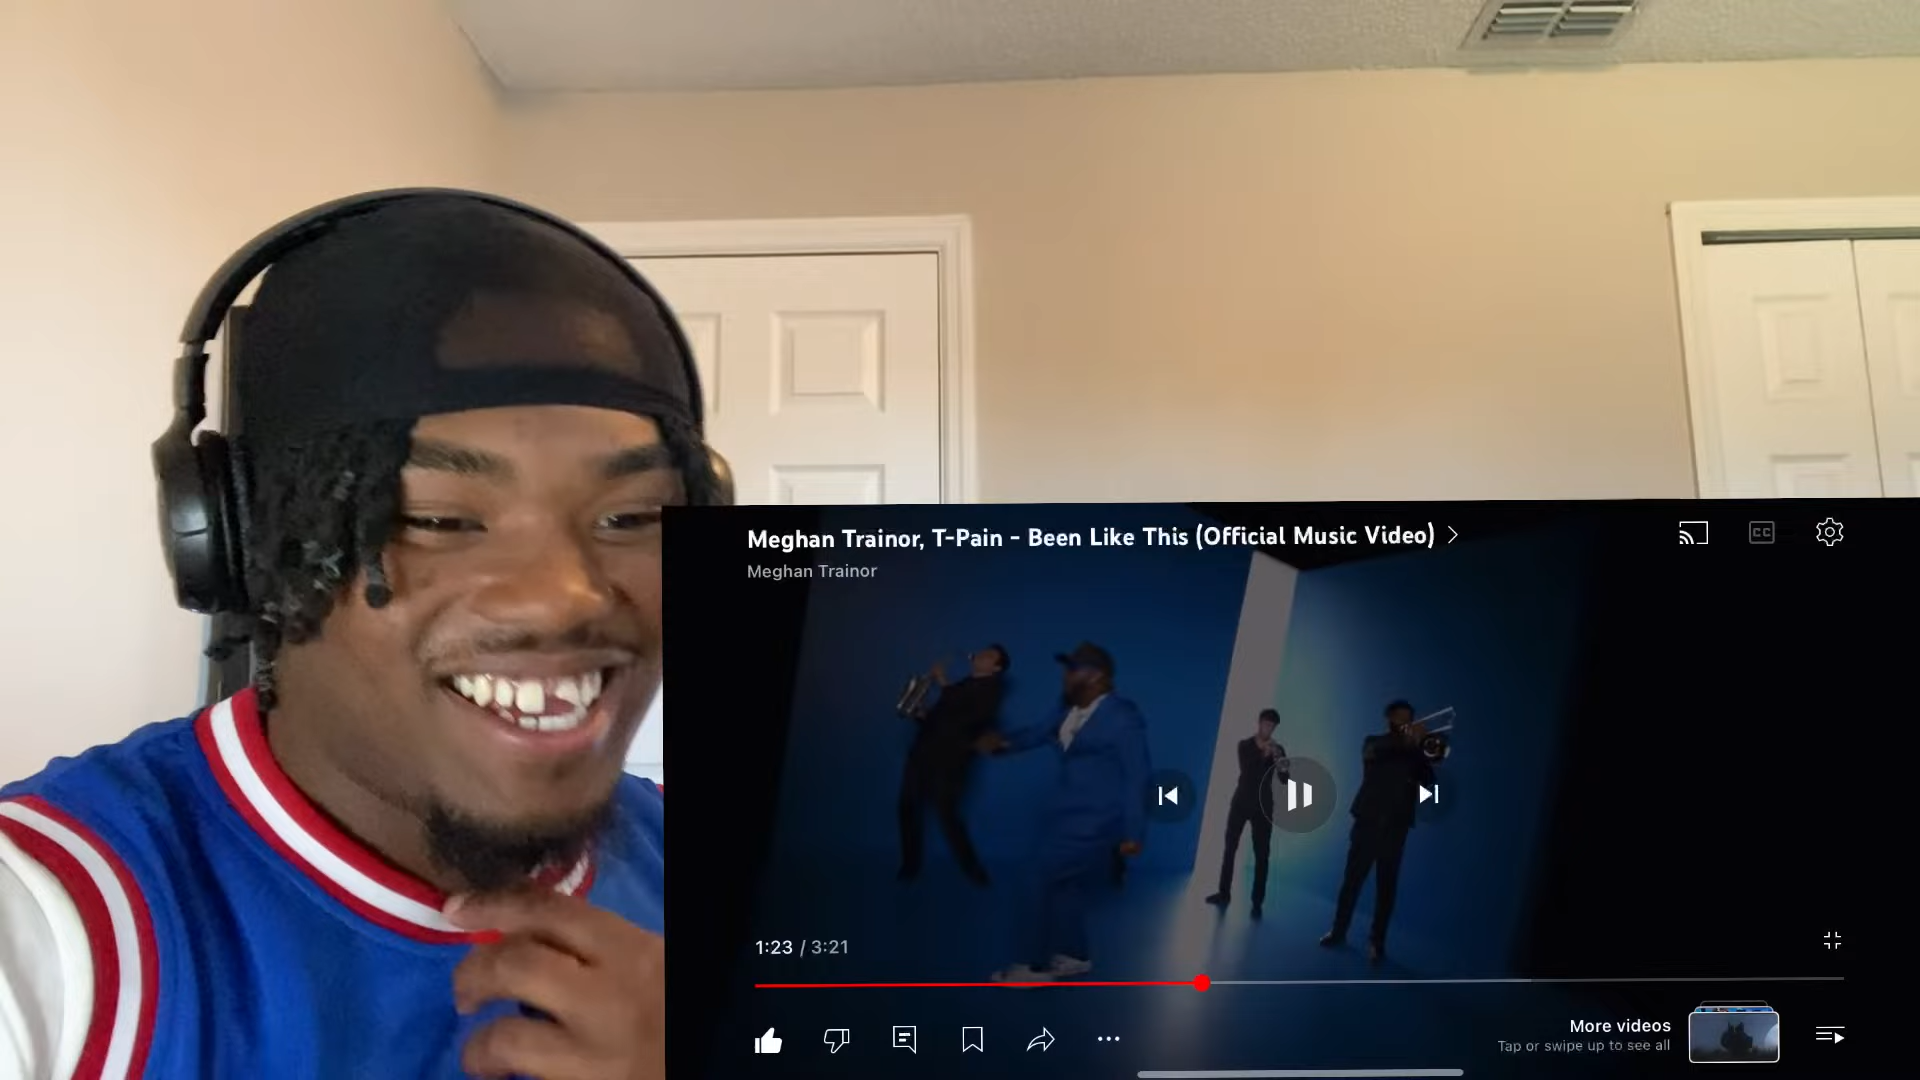 Meghan Trainor, T-Pain - Been Like This (Official Music Video)
CC
Meghan Trainor
1:23 / 3:21
More videos
Tap or swipe up to see all